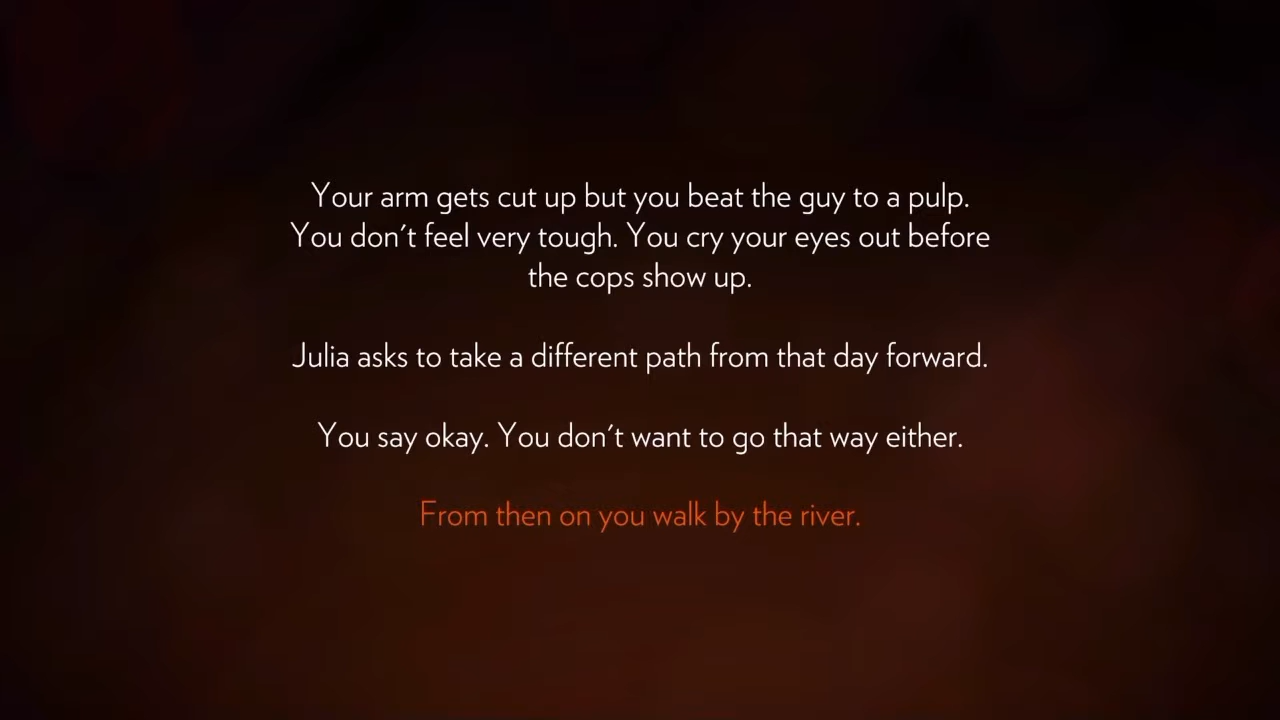 Your arm gets cut up but you beat the guy to a pulp.
You don't feel very tough. You cry your eyes out before
the cops show up.
Julia asks to take a different path from that day forward.
You say okay. You don't want to go that way either.
From then on you walk by the river.